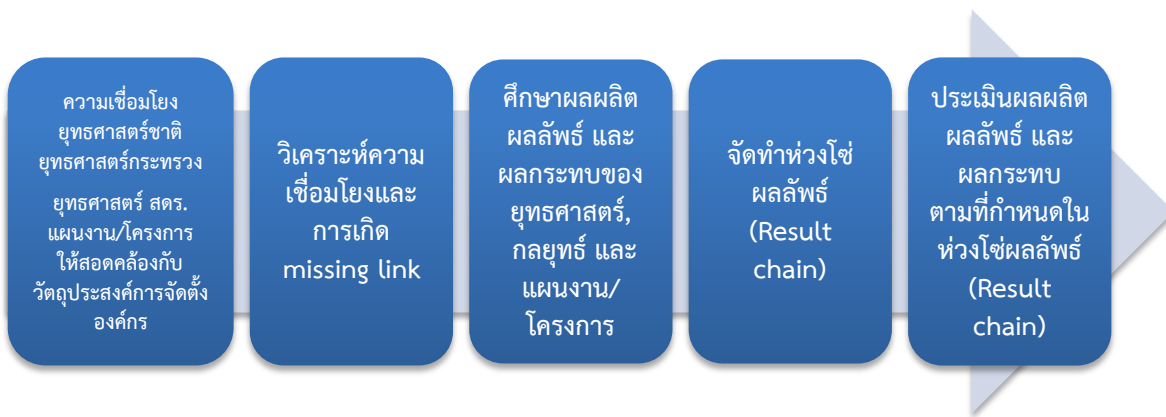 ความเชื่อมโยง
ยุทธศาสตร์ชาติ
ยุทธศาสตร์กระทรวง
ยุทธศาสตร์ สดร.
แผนงาน/โครงการ
ให้สอดคล้องกับ
วัตถุประสงค์การจัดตั้ง
องค์กร
วิเคราะห์ความ
เชื่อมโยงและ
การเกิด
missing link
ศึกษาผลผลิต
ผลลัพธ์ และ
ผลกระทบของ
ยุทธศาสตร์,
กลยุทธ์ และ
แผนงาน/
โครงการ
จัดทำห่วงโซ่
ผลลัพธ์
(Result
chain)
ประเมินผลผลิต
ผลลัพธ์ และ
ผลกระทบ
ตามที่กำหนดใน
ห่วงโซ่ผลลัพธ์
(Result
chain)